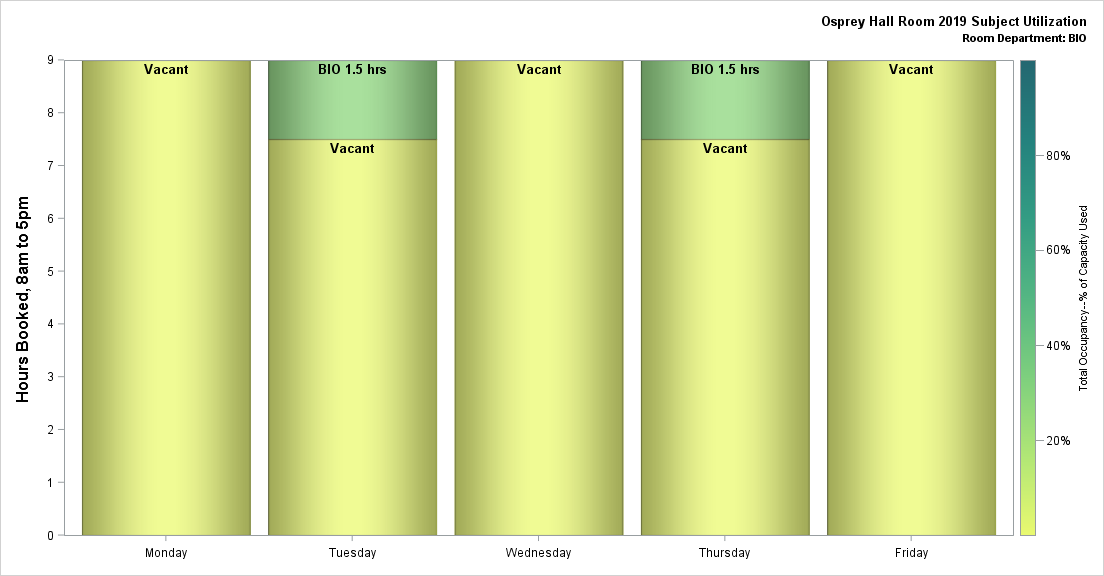 Osprey Hall Room 2019 Subject Utilization
Room Department: BIO
Hours Booked, 8am to 5pm
9
8
7
6
5
4
3
2
1
0
Vacant
BIO 1.5 hrs
Vacant
Vacant
BIO 1.5 hrs
Vacant
Vacant
Monday
Tuesday
Wednesday
Thursday
Friday
80%
60%
40%
20%
Total Occupancy--% of Capacity Used